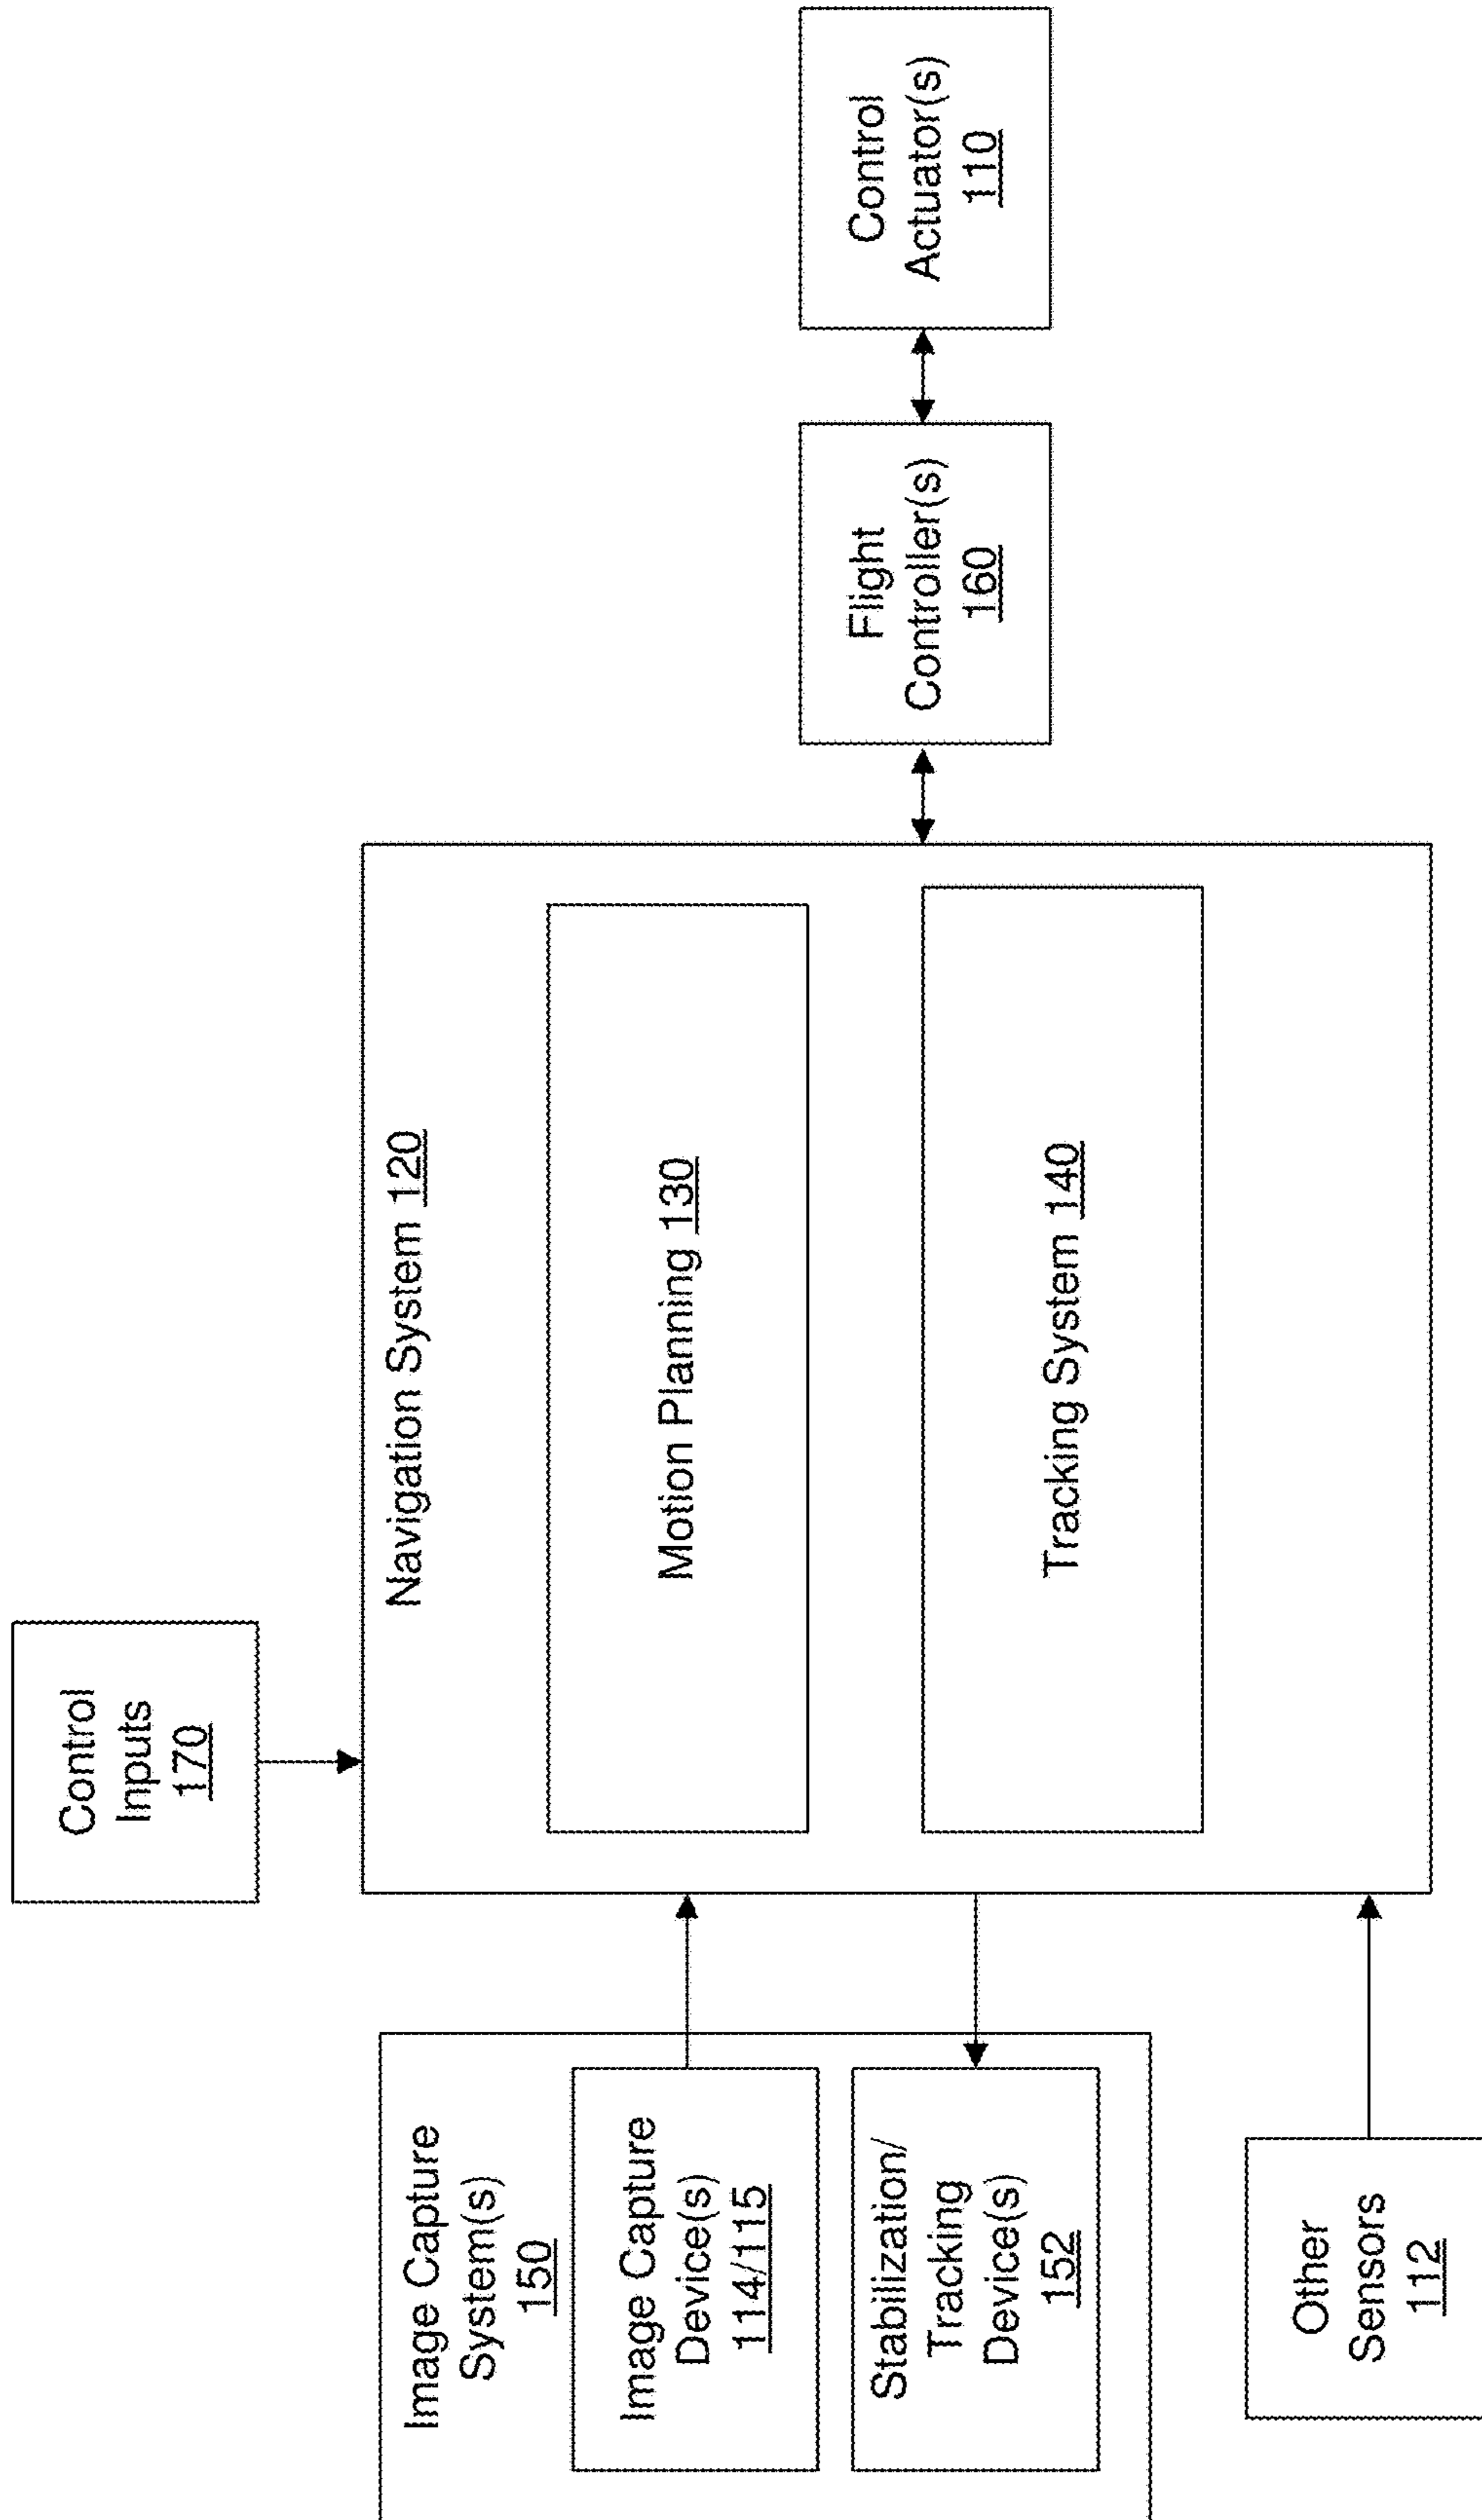 Control
Inputs
170
Image Capture
System(s)
150
Image Capture
Device(s)
114/115
Stabilization/
Tracking
Device(s)
152
Other
Sensors
112
Navigation System 120
Motion Planning 130
Tracking System 140
Flight
Controller(s)
160
Control
Actuator(s)
110